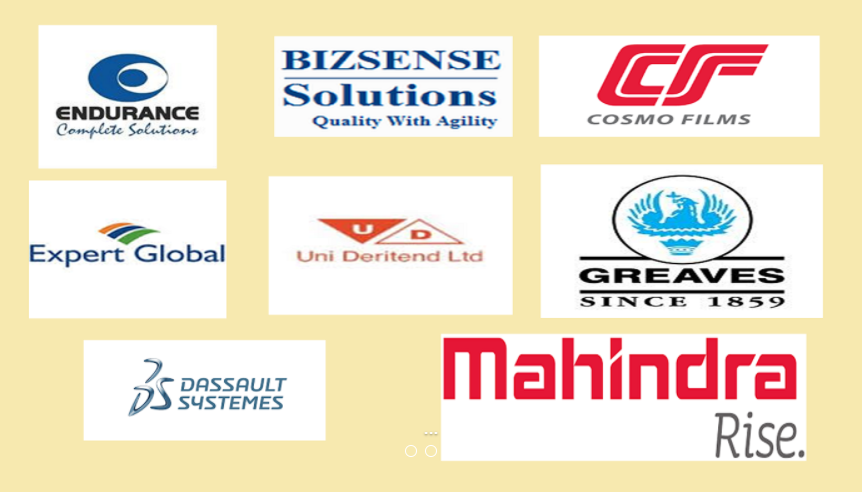 ENDURANCE
Complete Solutions
BIZSENSE
Solutions
Quality With Agility
CF
COSMO FILMS
Expert Global
U D
Uni Deritend Ltd
GREAVES
SINCE 1859
3DS DASSAULT
SYSTEMES
Mahindra
Rise.
...